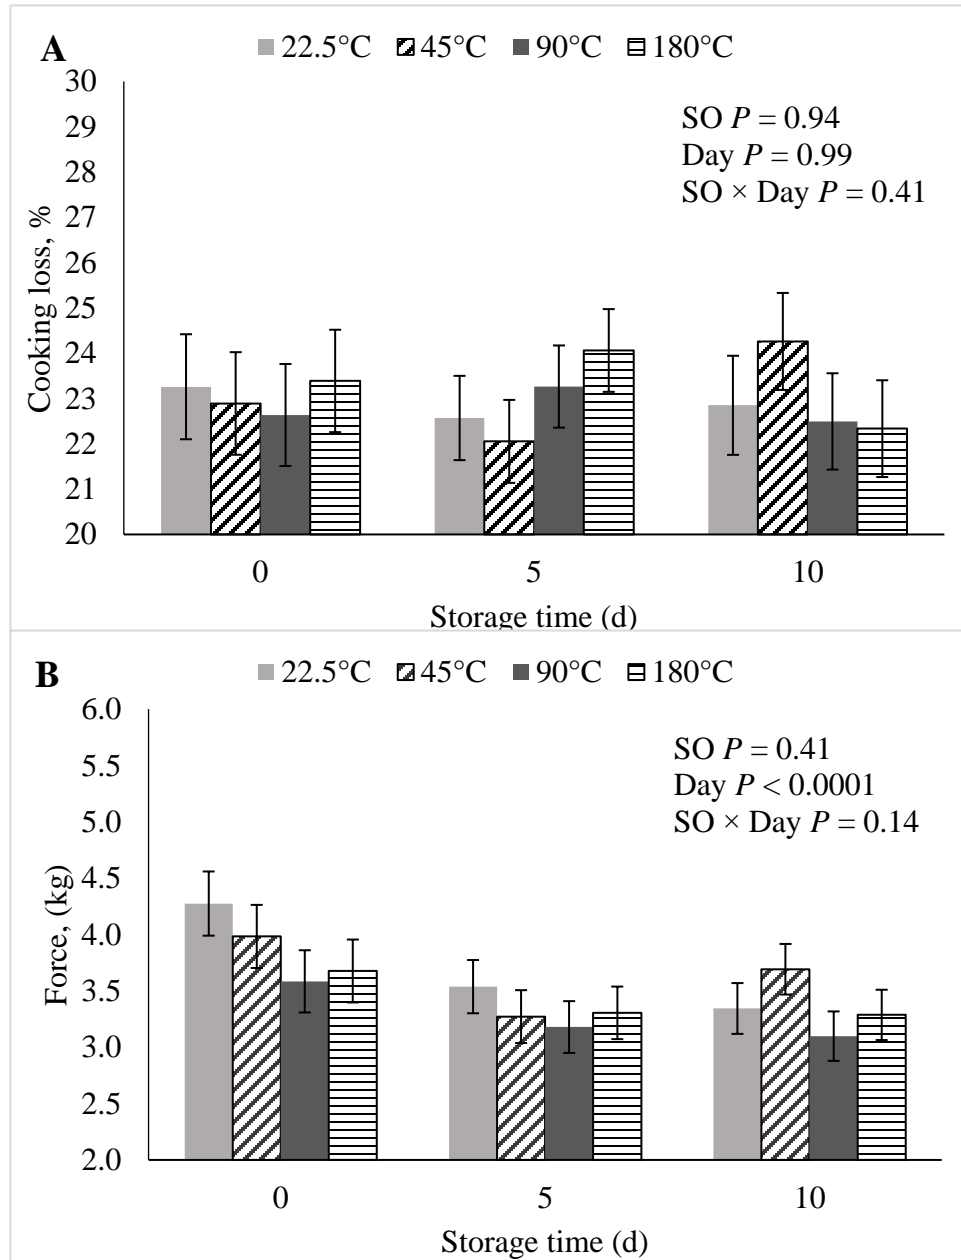 A
22.5°C 45°C 90°C 180°C
30
29
28
27
26
25
24
23
22
21
20
Cooking loss, %
SO P = 0.94
Day P = 0.99
SO × Day P = 0.41
0 5 10
Storage time (d)
B
22.5°C 45°C 90°C 180°C
6.0
5.5
5.0
4.5
4.0
3.5
3.0
2.5
2.0
Force, (kg)
SO P = 0.41
Day P < 0.0001
SO × Day P = 0.14
0 5 10
Storage time (d)